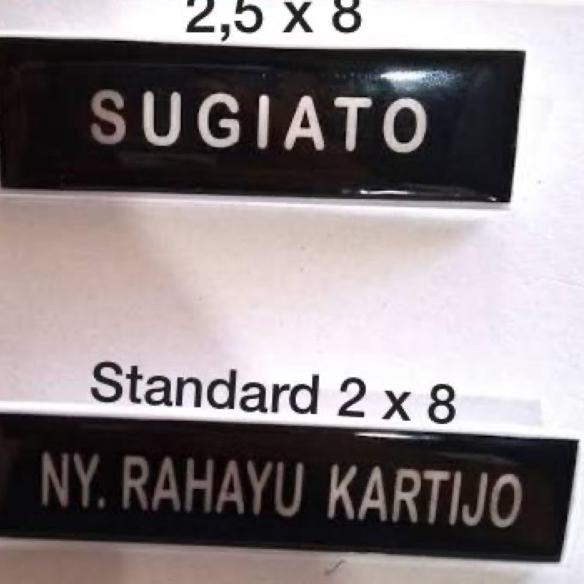 2,5 x 8
SUGIATO
Standard 2 x 8
NY. RAHAYU KARTIJO